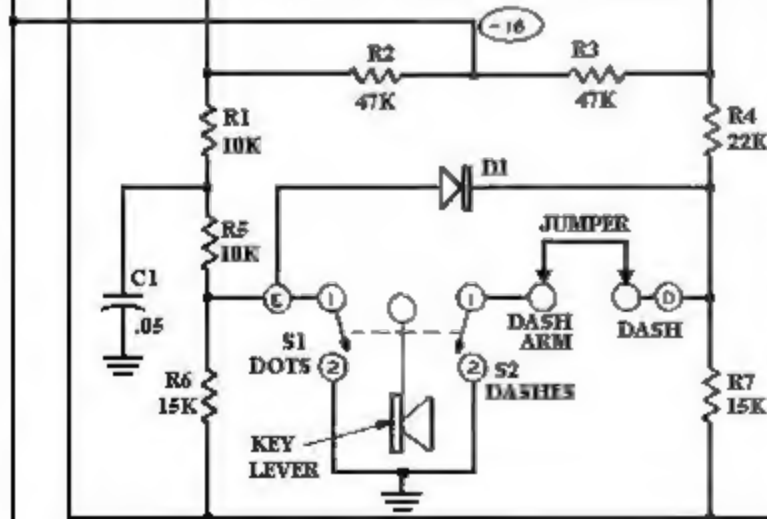 -16
R2
47K
R3
47K
R1
10K
R4
22K
D1
R5
10K
JUMPER
C1
.05
E
1
1
D
DASH
ARM
DASH
S1
DOTS
2
2
S2
DASHES
R6
15K
R7
15K
KEY
LEVER